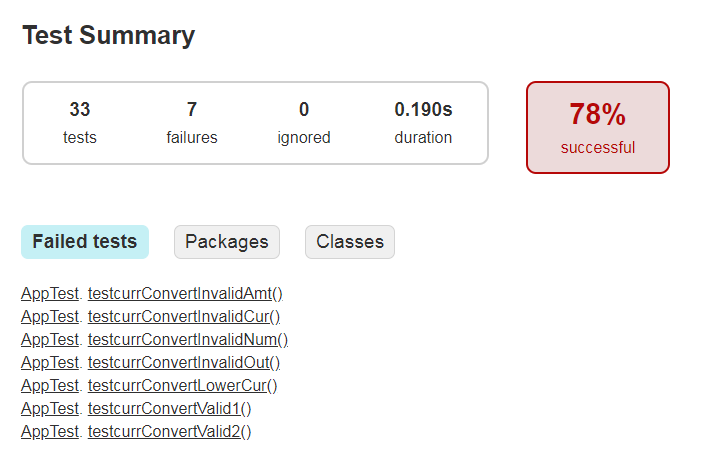 Test Summary
33 7 0 0.190s
tests failures ignored duration
78%
successful
Failed tests Packages Classes
AppTest. testcurrConvertInvalidAmt()
AppTest. testcurrConvertInvalidCur()
AppTest. testcurrConvertInvalidNum()
AppTest. testcurrConvertInvalidOut()
AppTest. testcurrConvertLowerCur()
AppTest. testcurrConvertValid1()
AppTest. testcurrConvertValid2()